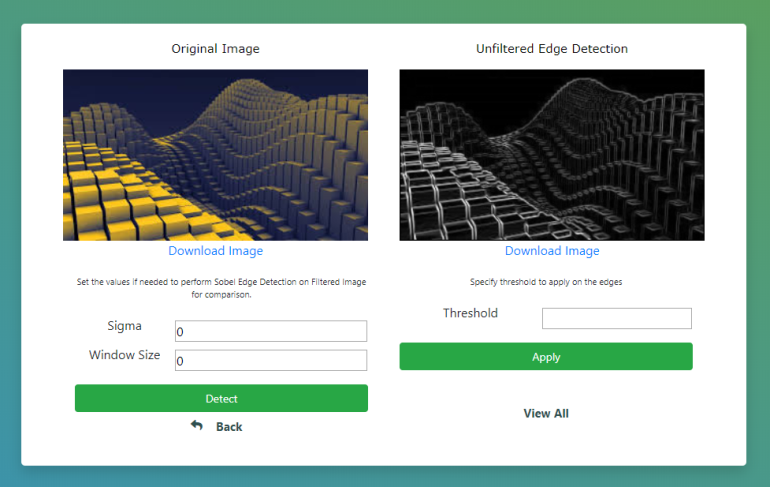 Original Image
Download Image
Set the values if needed to perform Sobel Edge Detection on Filtered Image
for comparison.
Sigma 0
Window Size 0
Detect
Back
Unfiltered Edge Detection
Download Image
Specify threshold to apply on the edges
Threshold
Apply
View All